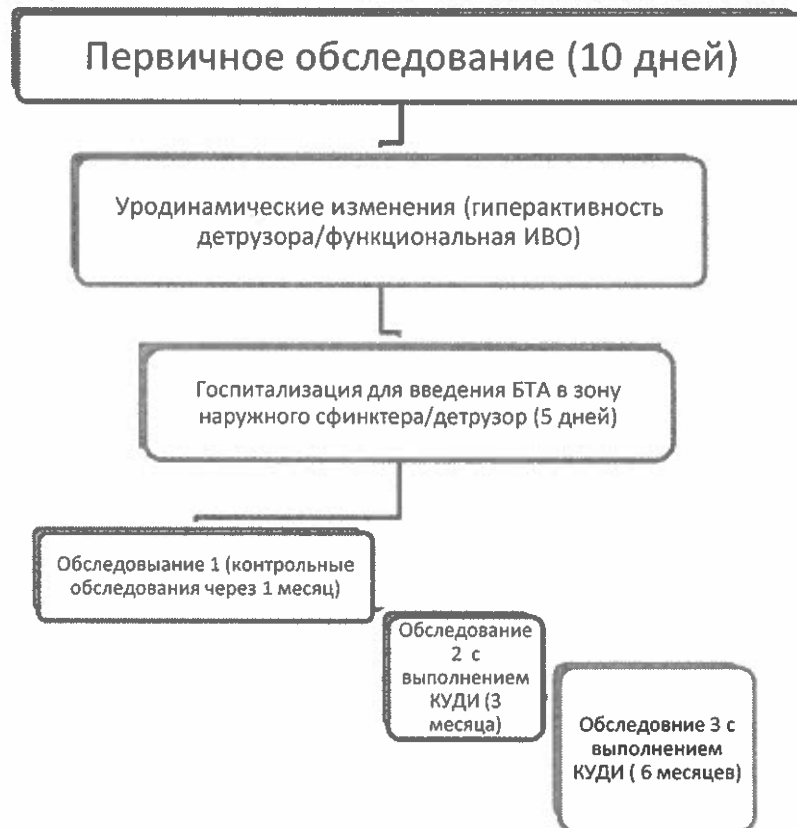 Первичное обследование (10 дней)
Уродинамические изменения (гиперактивность
детрузора/функциональная ИВО)
Госпитализация для введения БТА в зону
наружного сфинктера/детрузор (5 дней)
Обследовыание 1 (контрольные
обследования через 1 месяц)
Обследование
2 с
выполнением
КУДИ (3
месяца)
Обследовние 3 с
выполнением
КУДИ ( 6 месяцев)